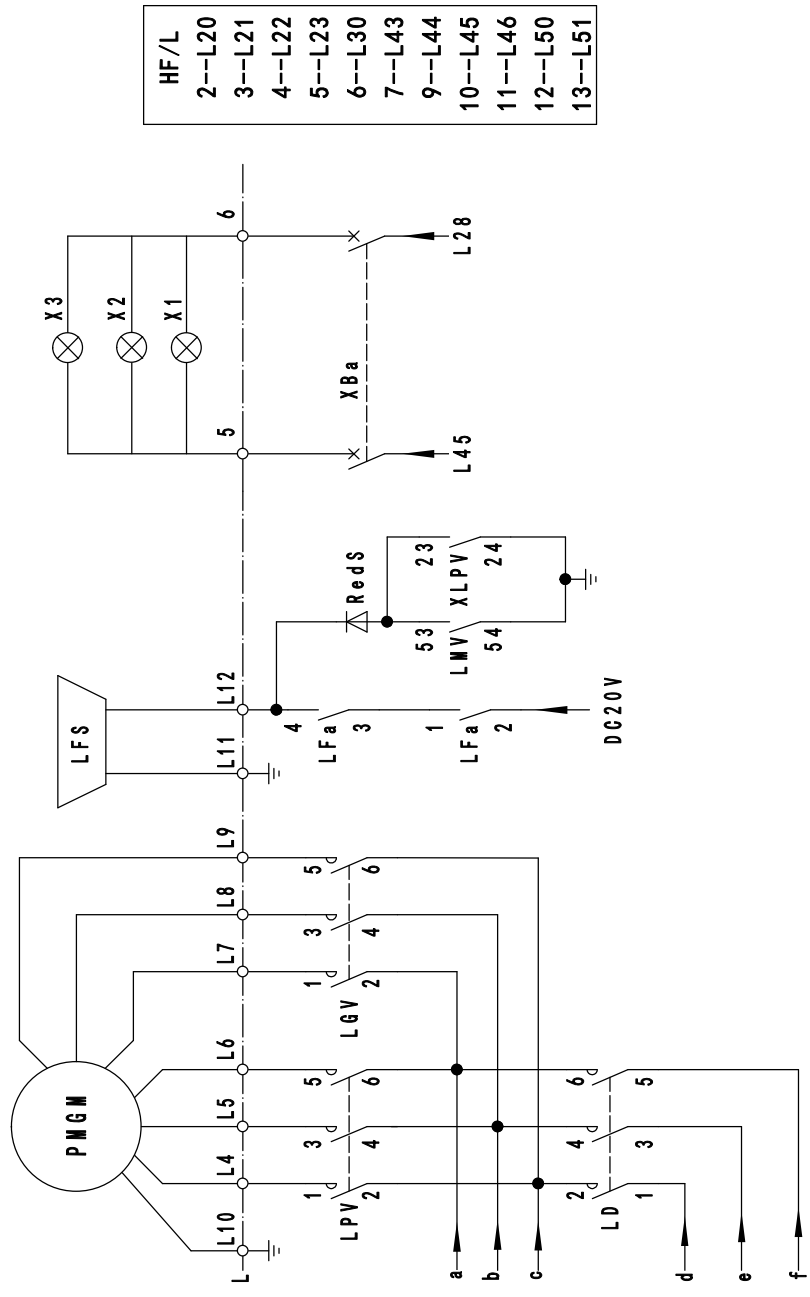 HF/L
2--L20
3--L21
4--L22
5--L23
6--L30
7--L43
9--L44
10--L45
11--L46
12--L50
13--L51
X3
X2
X1
6
5
XBa
L28
L45
LFS
L12
L11
RedS
53
54
LMV
23
24
XLPV
4
LFa
3
1
LFa
2
DC20V
PMGM
L9
L8
L7
L6
L5
L4
L10
L
5
6
3
4
1
2
LGV
5
6
3
4
1
2
LPV
6
5
4
3
2
1
LD
a
b
c
d
e
f